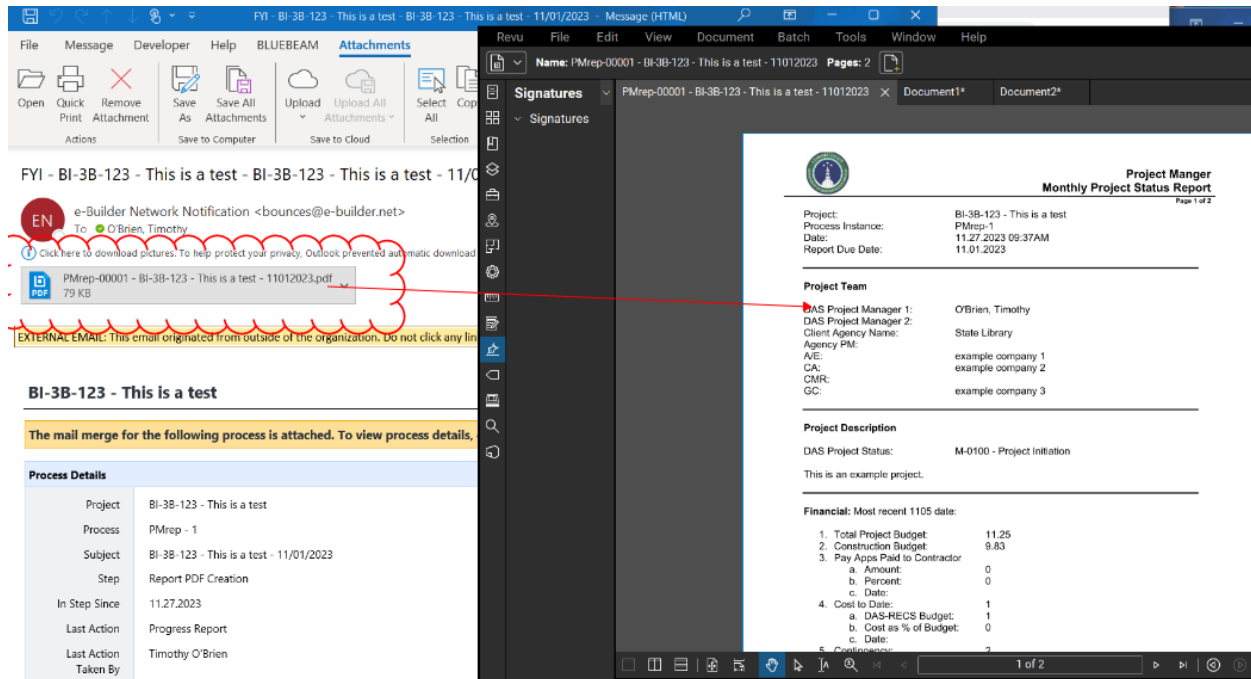 FYI - BI-3B-123 - This is a test - BI-3B-123 - This is a test - 11/01/2023 - Message (HTML)
File Message Developer Help BLUEBEAM Attachments
Open
Quick Print
Remove Attachment
Actions
Save As
Save All Attachments
Save to Computer
Upload
Upload All Attachments
Save to Cloud
Select All
Cop
Selection
FYI - BI-3B-123 - This is a test - BI-3B-123 - This is a test - 11/0
EN
e-Builder Network Notification <bounces@e-builder.net>
To O'Brien, Timothy
Click here to download pictures. To help protect your privacy, Outlook prevented automatic download
PMrep-00001 - BI-3B-123 - This is a test - 11012023.pdf
PDF
79 KB
EXTERNAL EMAIL: This email originated from outside of the organization. Do not click any lin
BI-3B-123 - This is a test
The mail merge for the following process is attached. To view process details,
Process Details
Project BI-3B-123 - This is a test
Process PMrep - 1
Subject BI-3B-123 - This is a test - 11/01/2023
Step Report PDF Creation
In Step Since 11.27.2023
Last Action Progress Report
Last Action Taken By Timothy O'Brien
Revu File Edit View Document Batch Tools Window Help
Name: PMrep-00001 - BI-3B-123 - This is a test - 11012023 Pages: 2
Signatures
Signatures
PMrep-00001 - BI-3B-123 - This is a test - 11012023 Document1* Document2*
Project Manger
Monthly Project Status Report
Page 1 of 2
Project: BI-3B-123 - This is a test
Process Instance: PMrep-1
Date: 11.27.2023 09:37AM
Report Due Date: 11.01.2023
Project Team
DAS Project Manager 1: O'Brien, Timothy
DAS Project Manager 2:
Client Agency Name: State Library
Agency PM:
A/E: example company 1
CA: example company 2
CMR:
GC: example company 3
Project Description
DAS Project Status: M-0100 - Project Initiation
This is an example project.
Financial: Most recent 1105 date:
1. Total Project Budget: 11.25
2. Construction Budget: 9.83
3. Pay Apps Paid to Contractor
a. Amount: 0
b. Percent: 0
c. Date:
4. Cost to Date: 1
a. DAS-RECS Budget: 1
b. Cost as % of Budget: 0
c. Date:
5. Contingency: 2
1 of 2